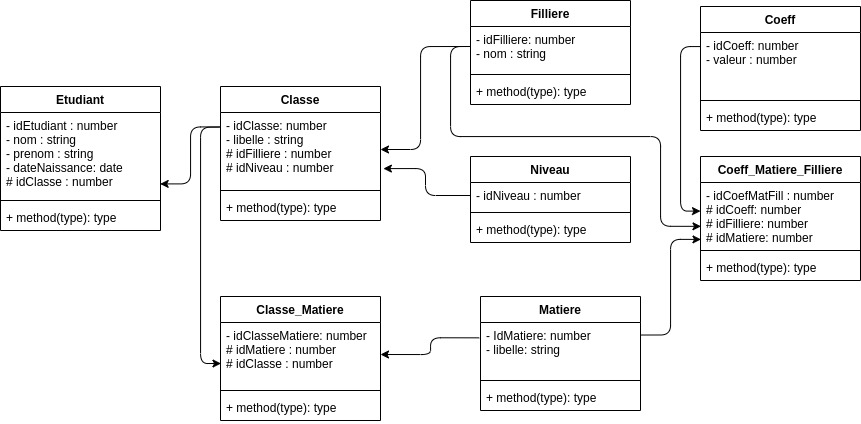 Filliere
- idFilliere: number
- nom : string
+ method(type): type
Coeff
- idCoeff: number
- valeur : number
+ method(type): type
Etudiant
- idEtudiant : number
- nom : string
- prenom : string
- dateNaissance: date
# idClasse : number
+ method(type): type
Classe
- idClasse: number
- libelle : string
# idFilliere : number
# idNiveau : number
+ method(type): type
Niveau
- idNiveau : number
+ method(type): type
Coeff_Matiere_Filliere
- idCoefMatFill : number
# idCoeff: number
# idFilliere: number
# idMatiere: number
+ method(type): type
Classe_Matiere
- idClasseMatiere: number
# idMatiere : number
# idClasse : number
+ method(type): type
Matiere
- IdMatiere: number
- libelle: string
+ method(type): type